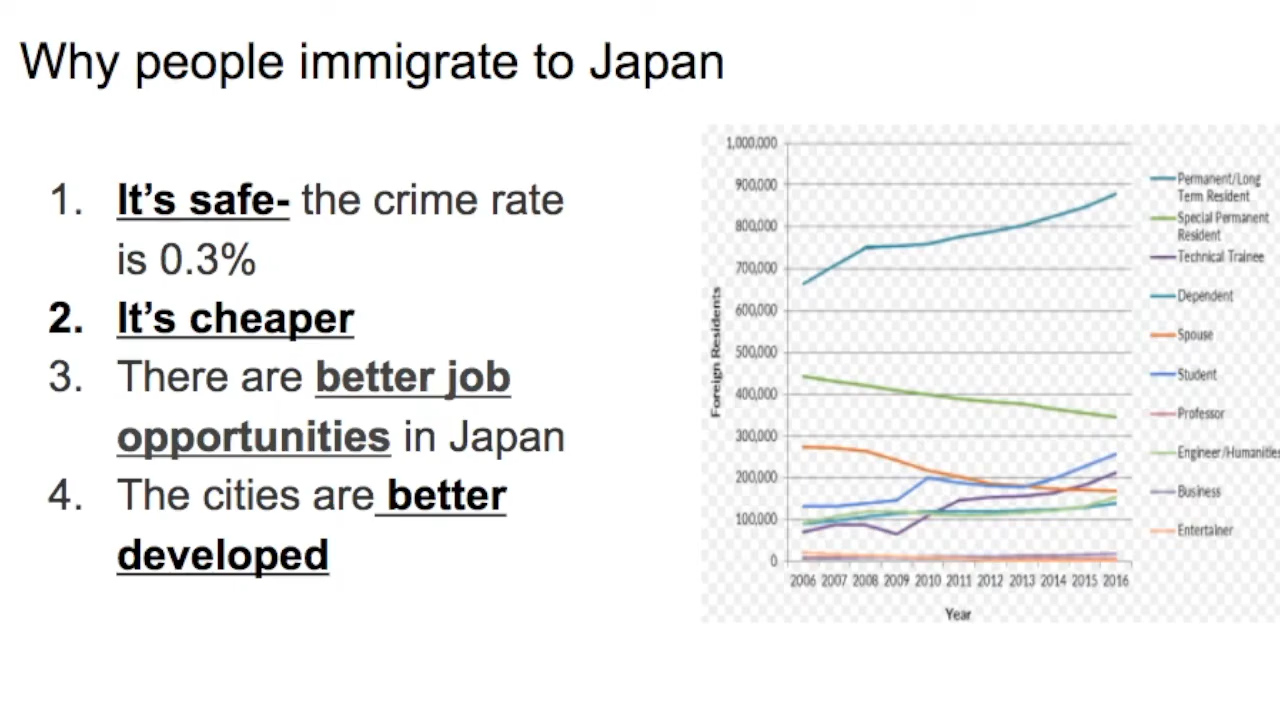 Why people immigrate to Japan
1. It's safe- the crime rate
is 0.3%
2. It's cheaper
3. There are better job
opportunities in Japan
4. The cities are better
developed
1,000,000
900,000
800,000
700,000
600,000
500,000
400,000
300,000
200,000
100,000
0
Foreign Residents
2006 2007 2008 2009 2010 2011 2012 2013 2014 2015 2016
Year
Permanent/Long
Term Resident
Special Permanent
Resident
Technical Trainee
Dependent
Spouse
Student
Professor
Engineer/Humanities
Business
Entertainer